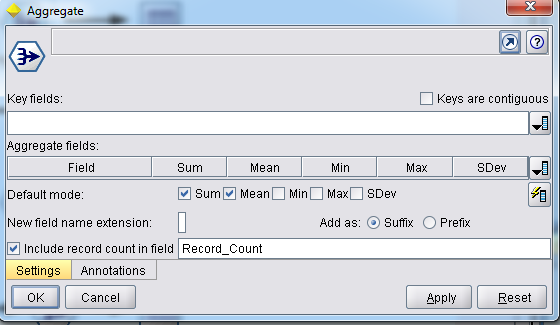 Aggregate
?
Key fields: Keys are contiguous
Aggregate fields:
Field Sum Mean Min Max SDev
Default mode: Sum Mean Min Max SDev
New field name extension: Add as: Suffix Prefix
Include record count in field Record_Count
Settings Annotations
OK Cancel Apply Reset